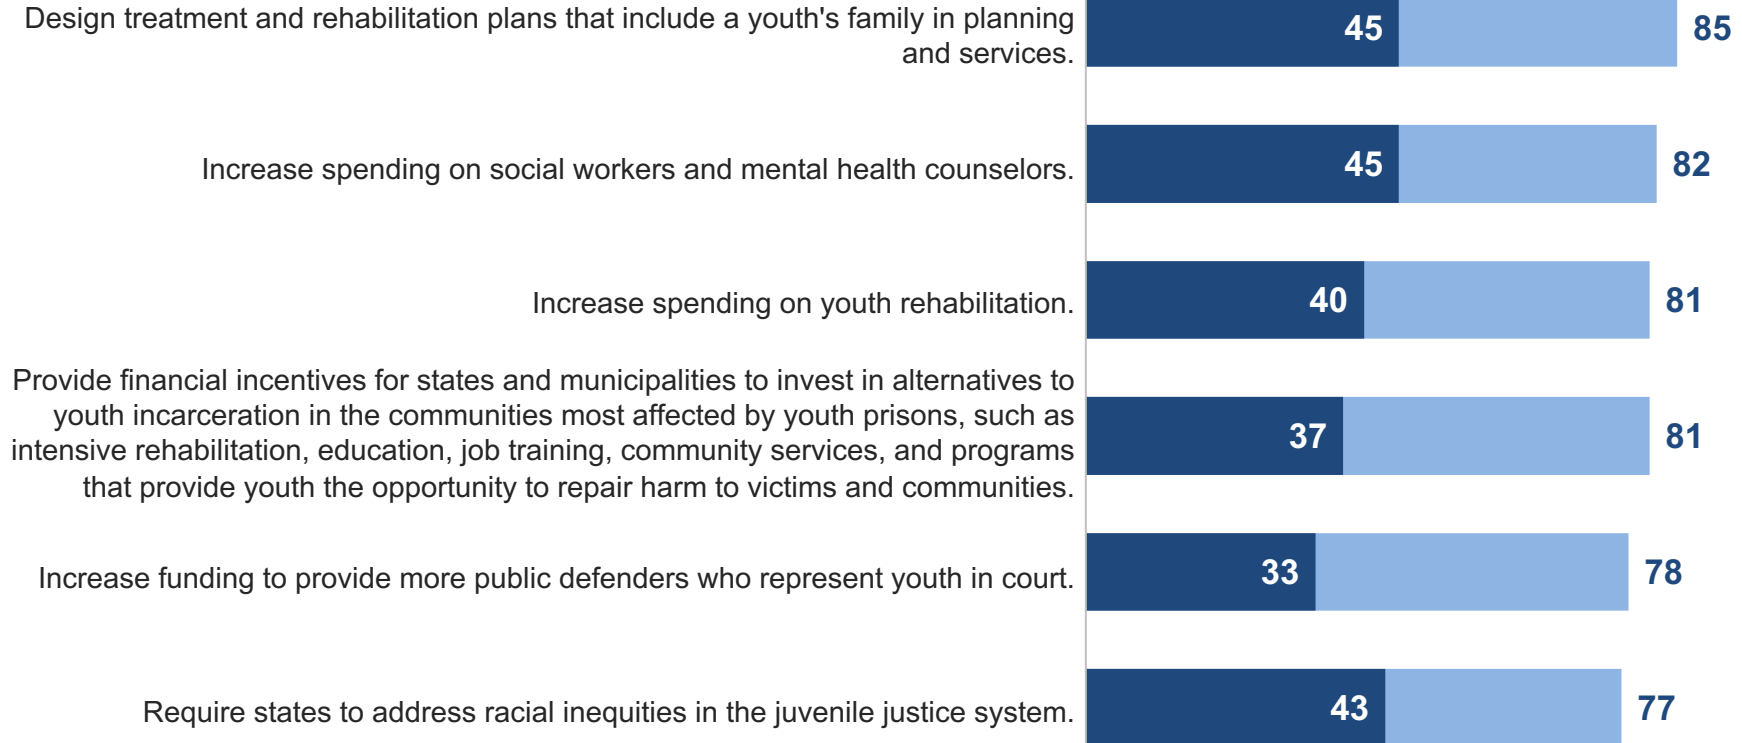 Design treatment and rehabilitation plans that include a youth's family in planning
and services.
45
85
Increase spending on social workers and mental health counselors.
45
82
Increase spending on youth rehabilitation.
40
81
Provide financial incentives for states and municipalities to invest in alternatives to
youth incarceration in the communities most affected by youth prisons, such as
intensive rehabilitation, education, job training, community services, and programs
that provide youth the opportunity to repair harm to victims and communities.
37
81
Increase funding to provide more public defenders who represent youth in court.
33
78
Require states to address racial inequities in the juvenile justice system.
43
77